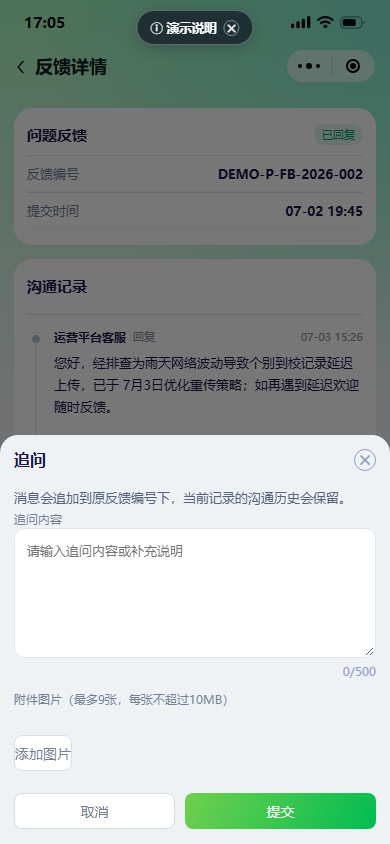 17:05
演示说明
反馈详情
问题反馈
已回复
反馈编号
DEMO-P-FB-2026-002
提交时间
07-02 19:45
沟通记录
运营平台客服 回复
07-03 15:26
您好，经排查为雨天网络波动导致个别到校记录延迟
上传，已于 7月3日优化重传策略；如再遇到延迟欢迎
随时反馈。
追问
消息会追加到原反馈编号下，当前记录的沟通历史会保留。
追问内容
请输入追问内容或补充说明
0/500
附件图片（最多9张，每张不超过10MB）
添加图片
取消
提交